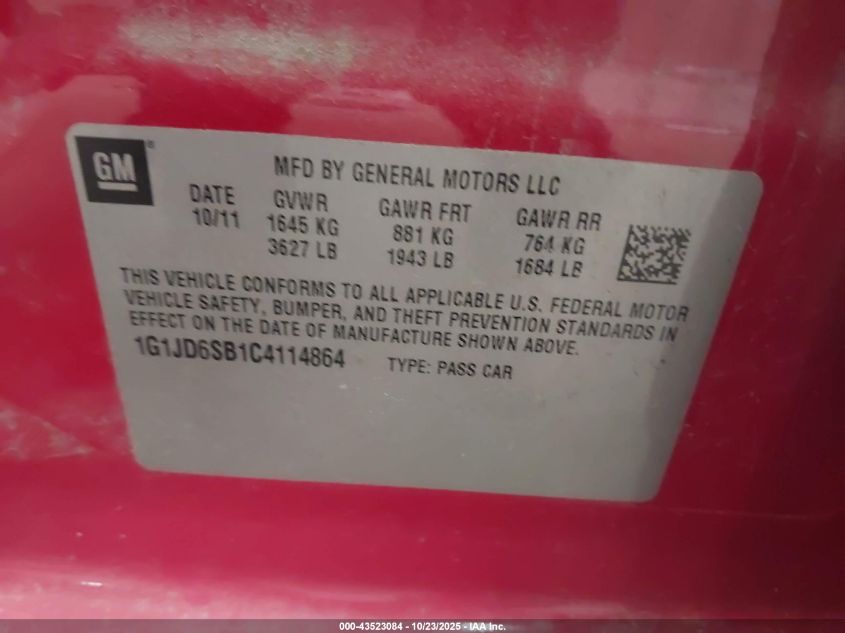 GM ®
MFD BY GENERAL MOTORS LLC
DATE GVWR GAWR FRT GAWR RR
10/11 1645 KG 881 KG 764 KG
3627 LB 1943 LB 1684 LB
THIS VEHICLE CONFORMS TO ALL APPLICABLE U.S. FEDERAL MOTOR
VEHICLE SAFETY, BUMPER, AND THEFT PREVENTION STANDARDS IN
EFFECT ON THE DATE OF MANUFACTURE SHOWN ABOVE.
1G1JD6SB1C4114864 TYPE: PASS CAR
000-43523084 - 10/23/2025 - IAA Inc.